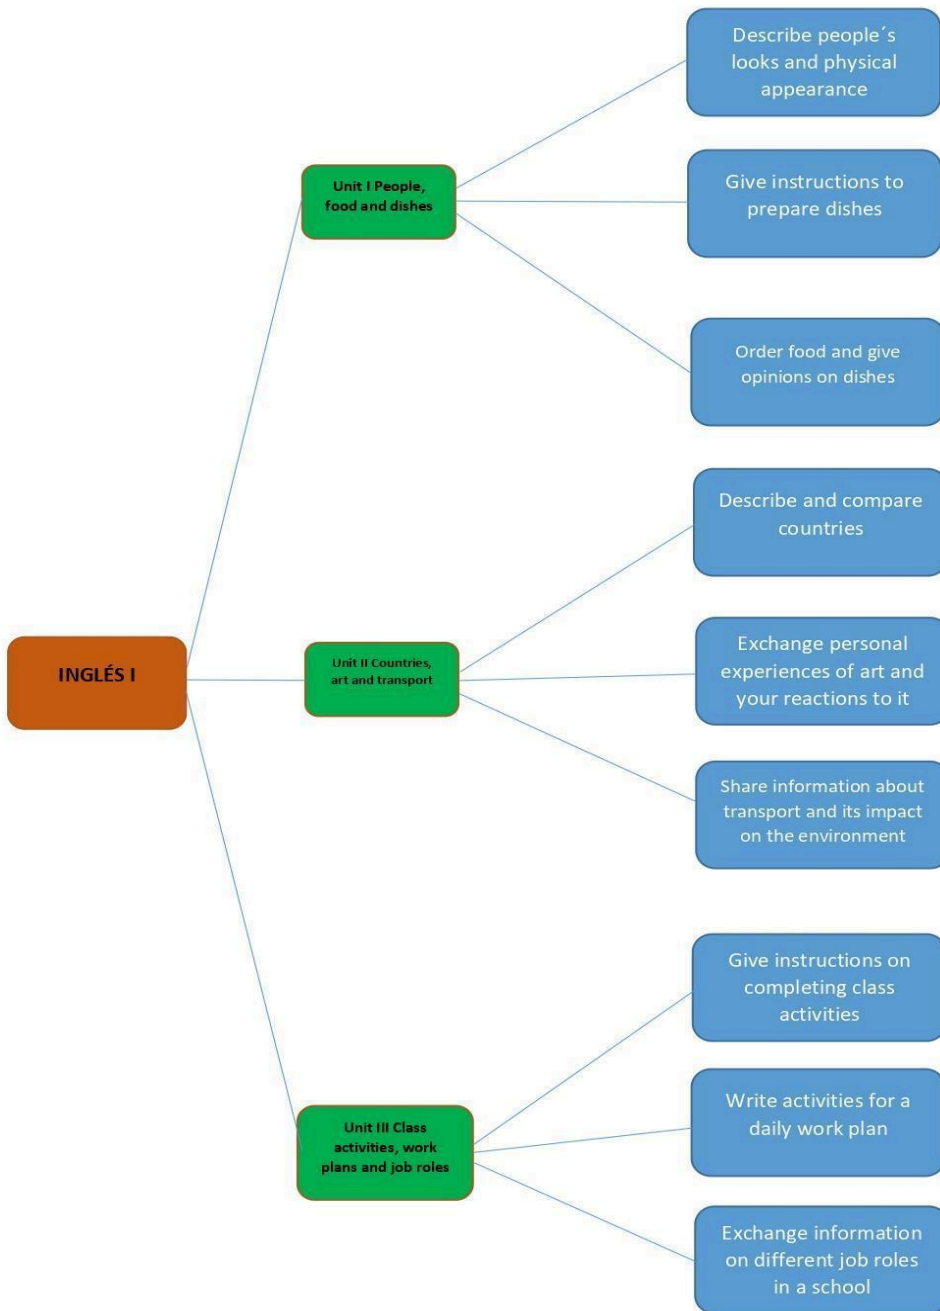 INGLÉS I
Unit I People,
food and dishes
Describe people´s
looks and physical
appearance
Give instructions to
prepare dishes
Order food and give
opinions on dishes
Unit II Countries,
art and transport
Describe and compare
countries
Exchange personal
experiences of art and
your reactions to it
Share information about
transport and its impact
on the environment
Unit III Class
activities, work
plans and job roles
Give instructions on
completing class
activities
Write activities for a
daily work plan
Exchange information
on different job roles
in a school